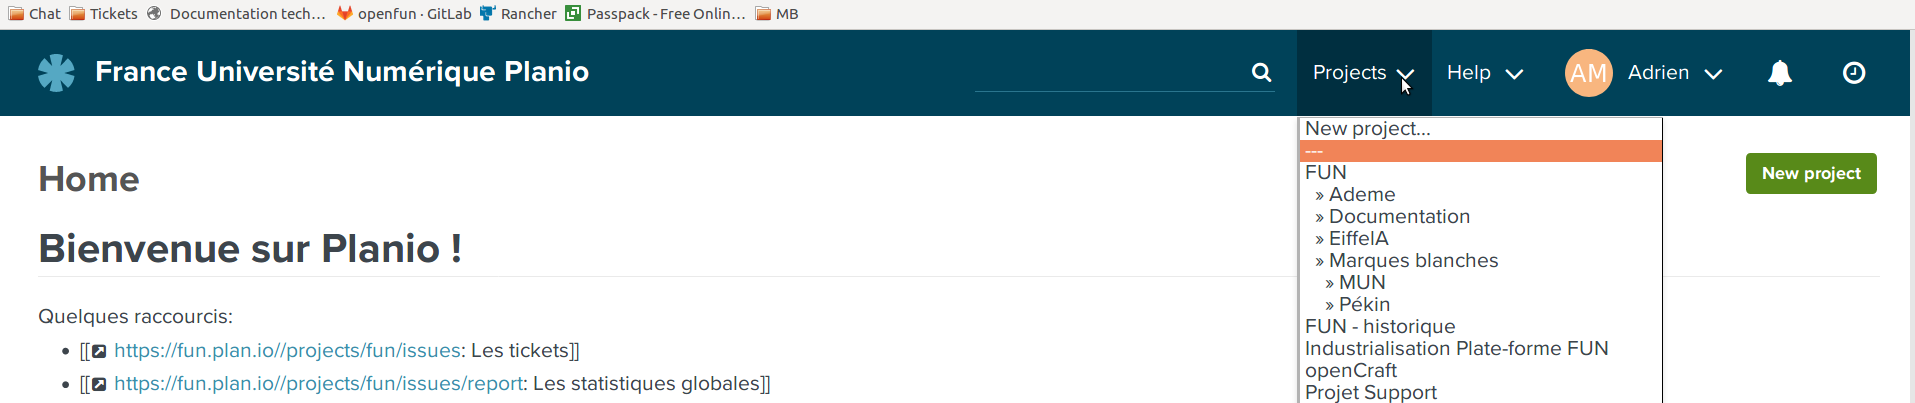 Chat Tickets Documentation tech... openfun · GitLab Rancher Passpack - Free Onlin... MB
France Université Numérique Planio Projects Help AM Adrien
New project...
---
FUN
» Ademe
» Documentation
» EiffelA
» Marques blanches
» MUN
» Pékin
FUN - historique
Industrialisation Plate-forme FUN
openCraft
Projet Support
Home
New project
Bienvenue sur Planio !
Quelques raccourcis:
• [[https://fun.plan.io//projects/fun/issues: Les tickets]]
• [[https://fun.plan.io//projects/fun/issues/report: Les statistiques globales]]